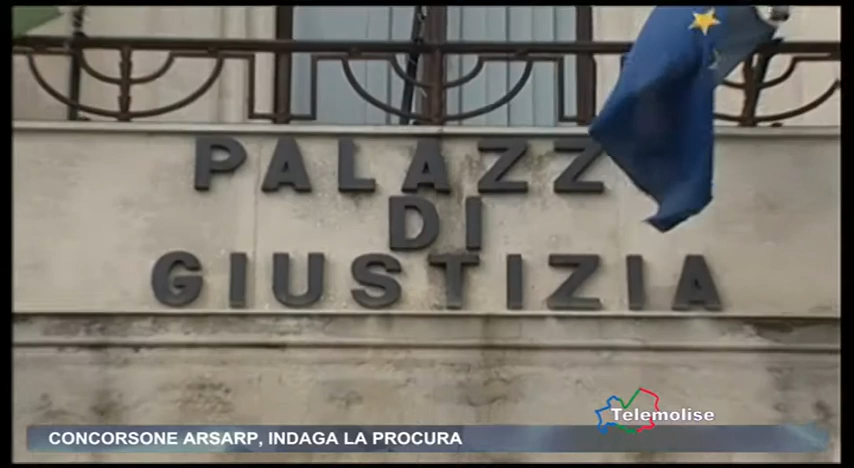 PALAZZ
DI
GIUSTIZIA
Telemolise
CONCORSONE ARSARP, INDAGA LA PROCURA